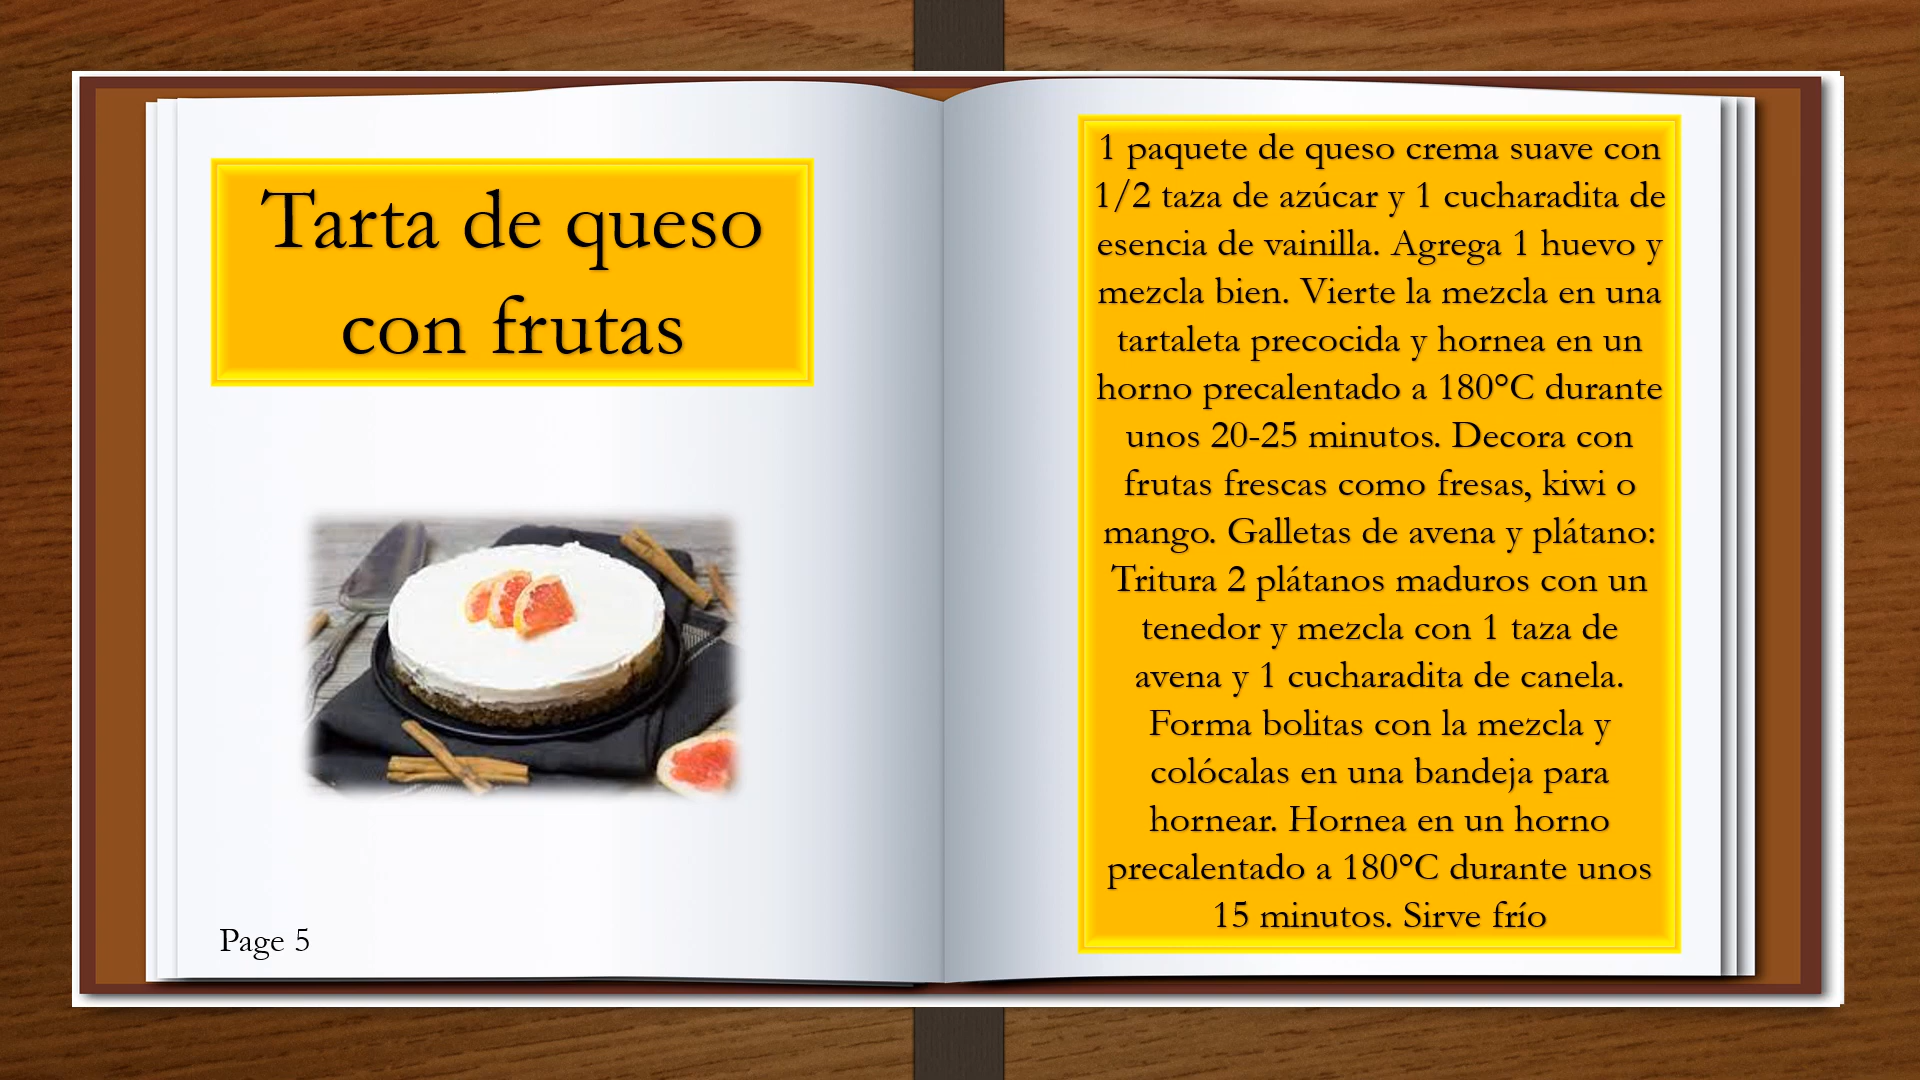 Tarta de queso
con frutas
Page 5
1 paquete de queso crema suave con
1/2 taza de azúcar y 1 cucharadita de
esencia de vainilla. Agrega 1 huevo y
mezcla bien. Vierte la mezcla en una
tartaleta precocida y hornea en un
horno precalentado a 180°C durante
unos 20-25 minutos. Decora con
frutas frescas como fresas, kiwi o
mango. Galletas de avena y plátano:
Tritura 2 plátanos maduros con un
tenedor y mezcla con 1 taza de
avena y 1 cucharadita de canela.
Forma bolitas con la mezcla y
colócalas en una bandeja para
hornear. Hornea en un horno
precalentado a 180°C durante unos
15 minutos. Sirve frío